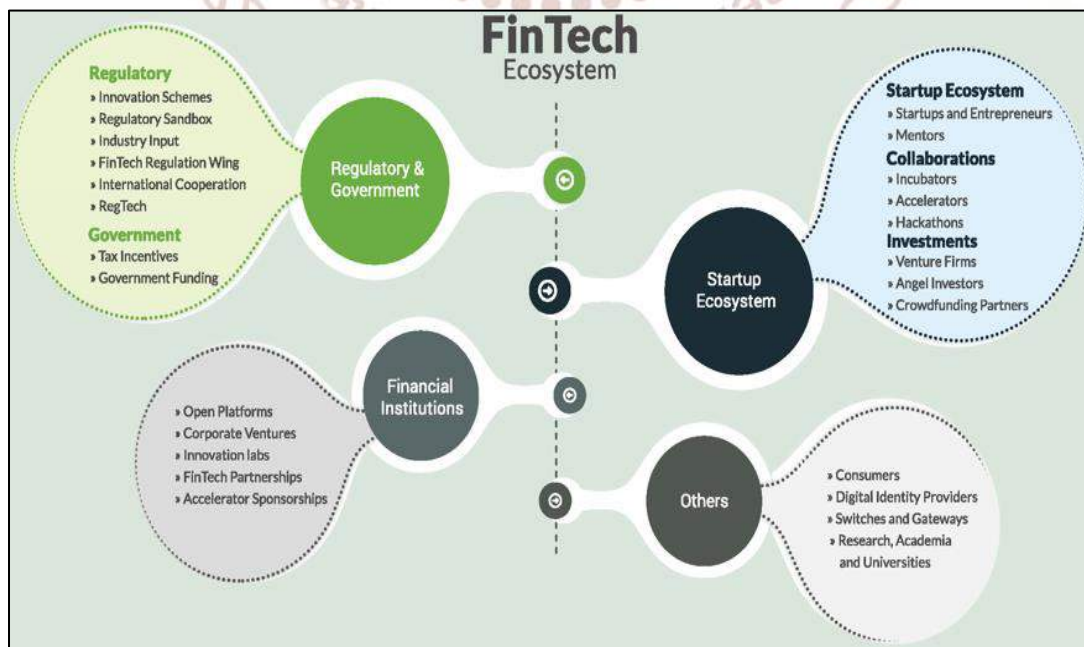 FinTech
Ecosystem
Regulatory
» Innovation Schemes
» Regulatory Sandbox
» Industry Input
» FinTech Regulation Wing
» International Cooperation
» RegTech
Government
» Tax Incentives
» Government Funding
Regulatory &
Government
Startup Ecosystem
» Startups and Entrepreneurs
» Mentors
Collaborations
» Incubators
» Accelerators
» Hackathons
Investments
» Venture Firms
» Angel Investors
» Crowdfunding Partners
Startup
Ecosystem
Financial
Institutions
» Open Platforms
» Corporate Ventures
» Innovation labs
» FinTech Partnerships
» Accelerator Sponsorships
Others
» Consumers
» Digital Identity Providers
» Switches and Gateways
» Research, Academia
and Universities